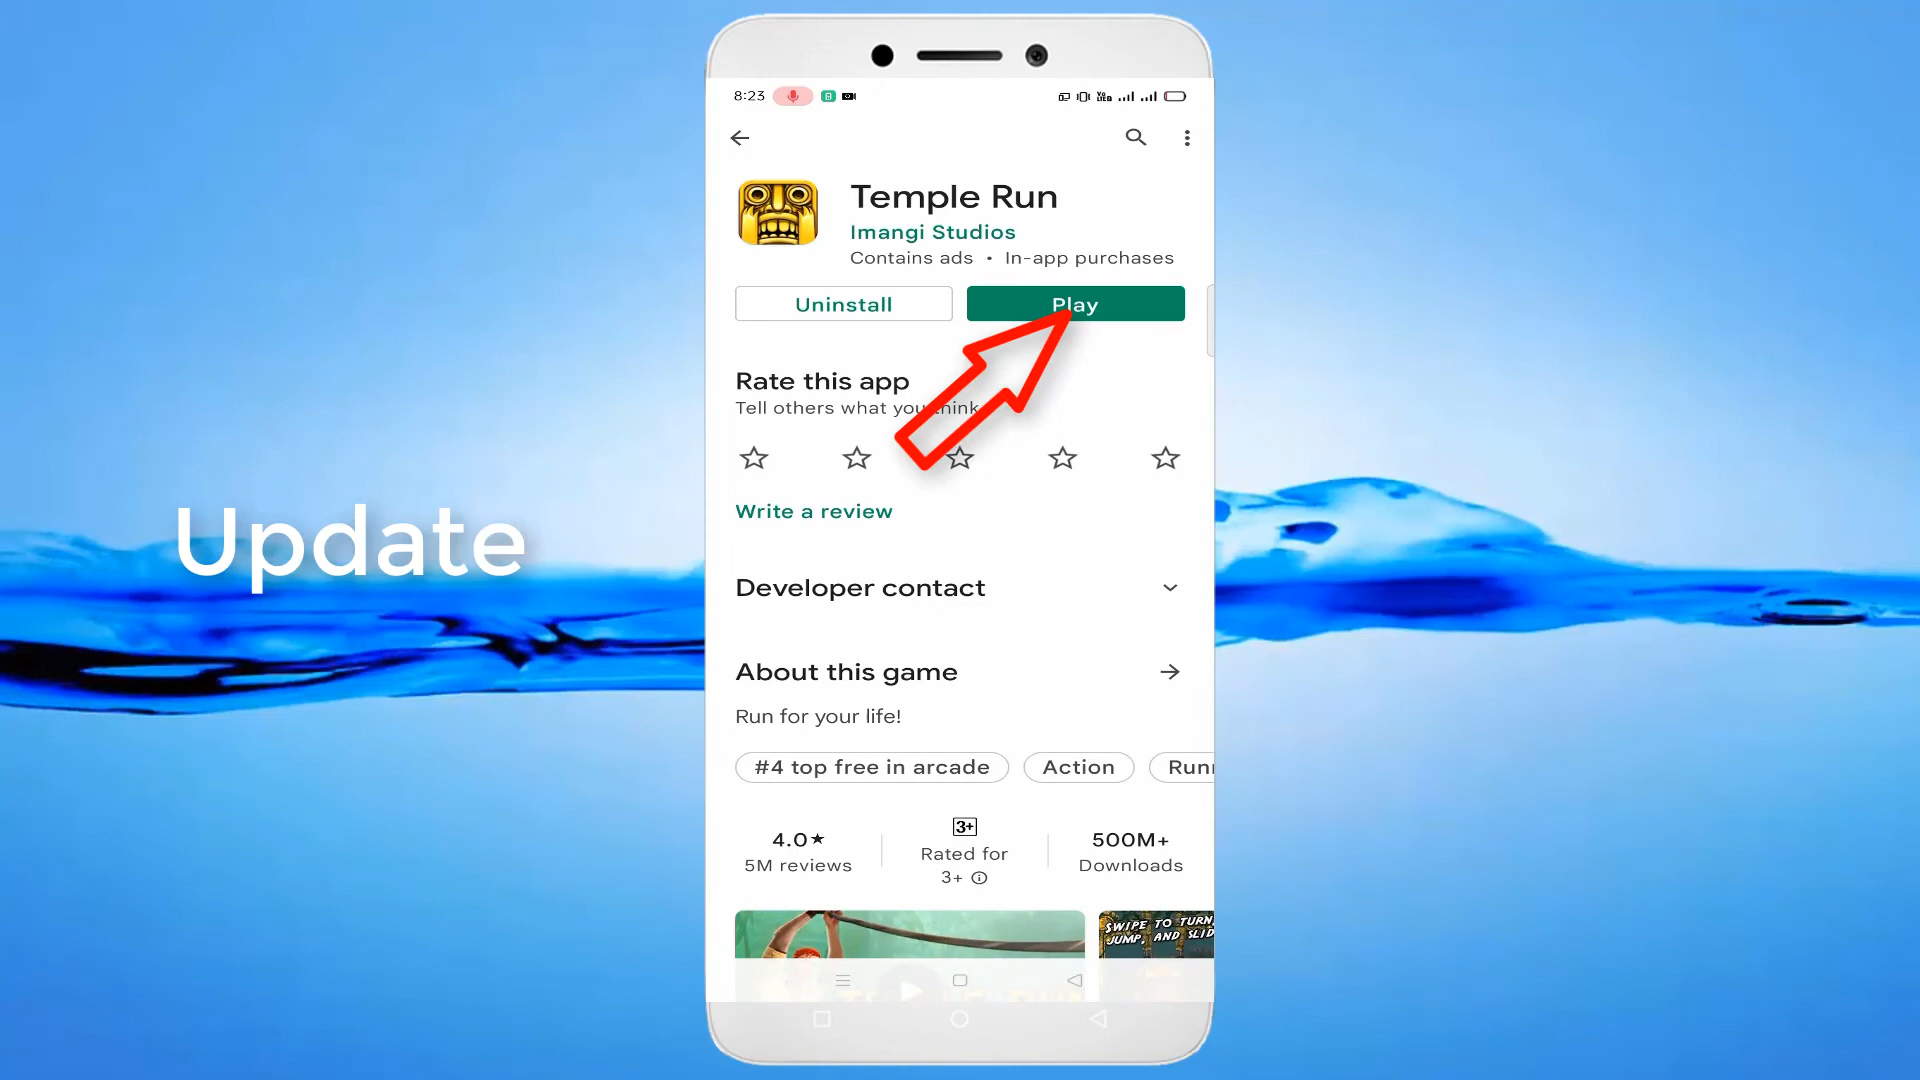 8:23
Temple Run
Imangi Studios
Contains ads • In-app purchases
Uninstall
Play
Rate this app
Tell others what you think
Write a review
Update
Developer contact
About this game
Run for your life!
#4 top free in arcade
Action
Runn
4.0★
5M reviews
3+
Rated for
3+
500M+
Downloads
SWIPE TO TURN,
JUMP, AND SLID